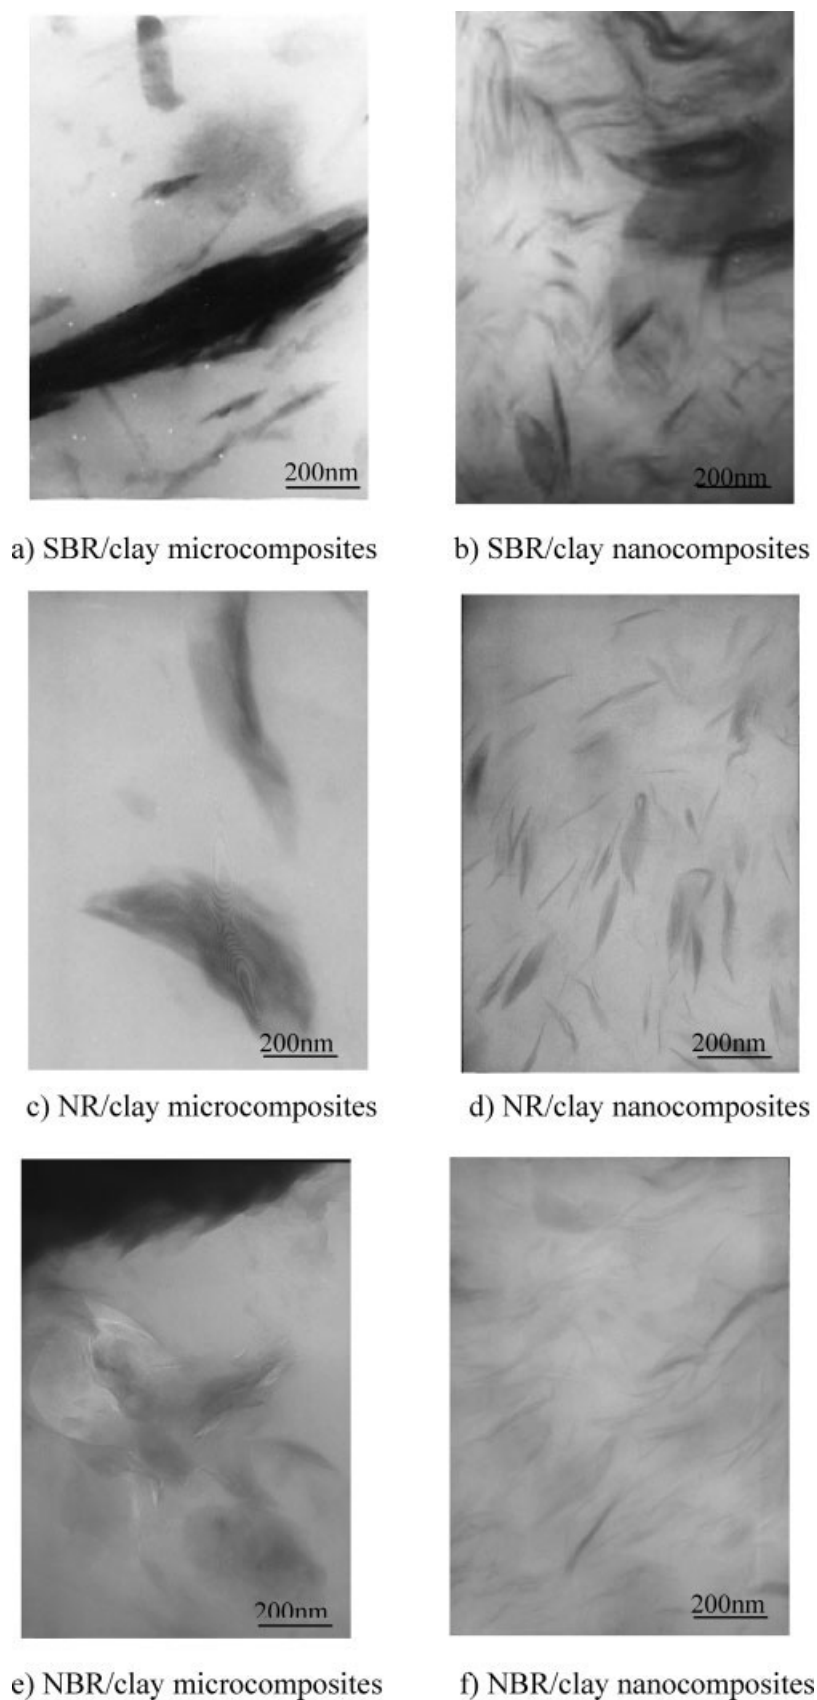 200nm
200nm
a) SBR/clay microcomposites
b) SBR/clay nanocomposites
200nm
200nm
c) NR/clay microcomposites
d) NR/clay nanocomposites
200nm
200nm
e) NBR/clay microcomposites
f) NBR/clay nanocomposites